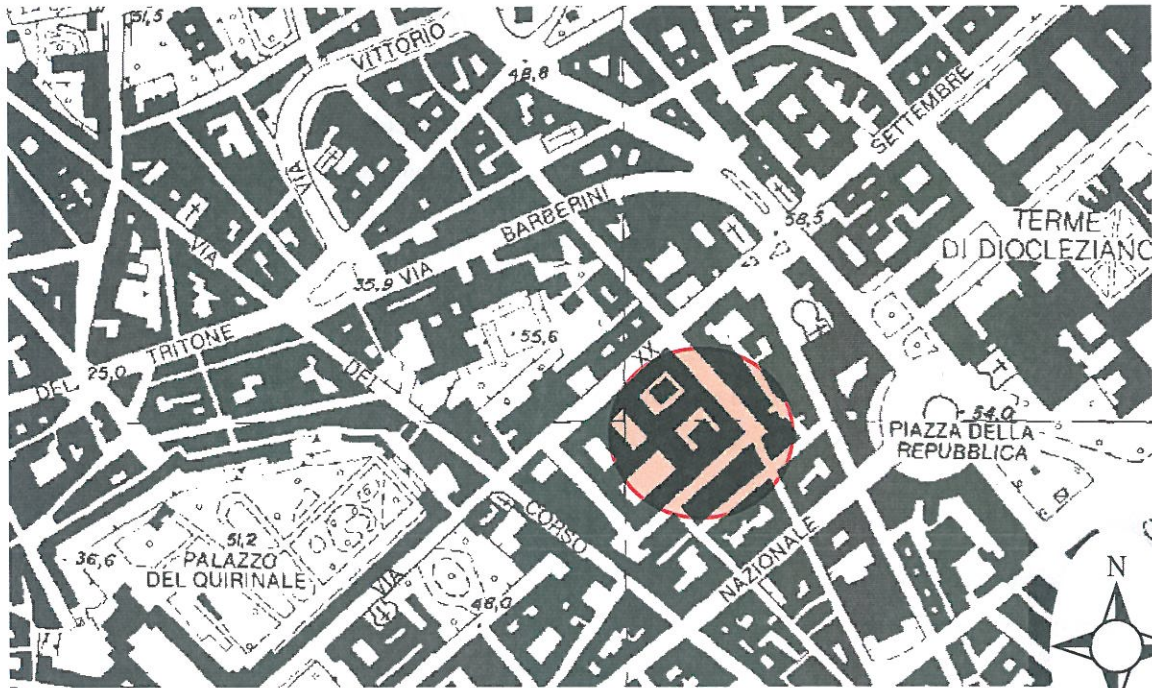 51,5
VITTORIO
48,8
SETTEMBRE
VIA
BARBERINI
58,5
TERME
DI DIOCLEZIANO
VIA
35,9
VIA
55,6
XX
TRITONE
DEL
25,0
DEL
54,0
PIAZZA DELLA
REPUBBLICA
CORSO
51,2
36,6
PALAZZO
DEL QUIRINALE
VIA
NAZIONALE
48,0
N